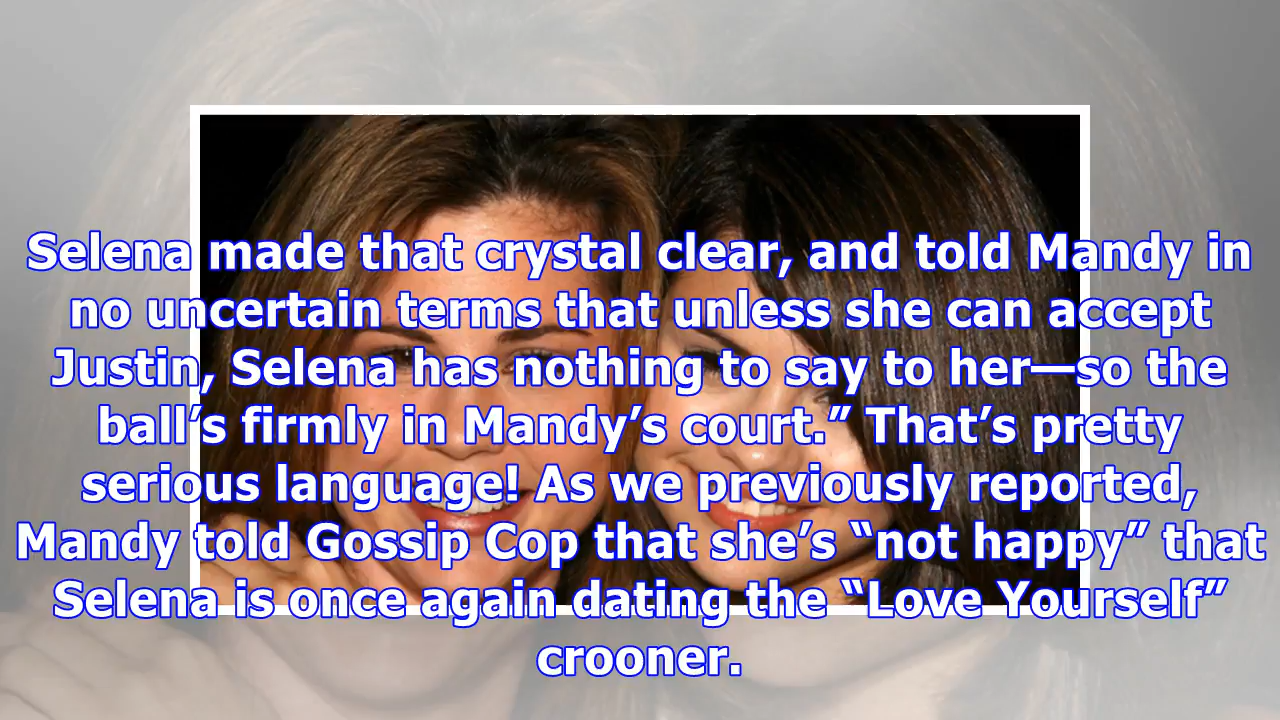 Selena made that crystal clear, and told Mandy in
no uncertain terms that unless she can accept
Justin, Selena has nothing to say to her—so the
ball’s firmly in Mandy’s court.” That’s pretty
serious language! As we previously reported,
Mandy told Gossip Cop that she’s “not happy” that
Selena is once again dating the “Love Yourself”
crooner.